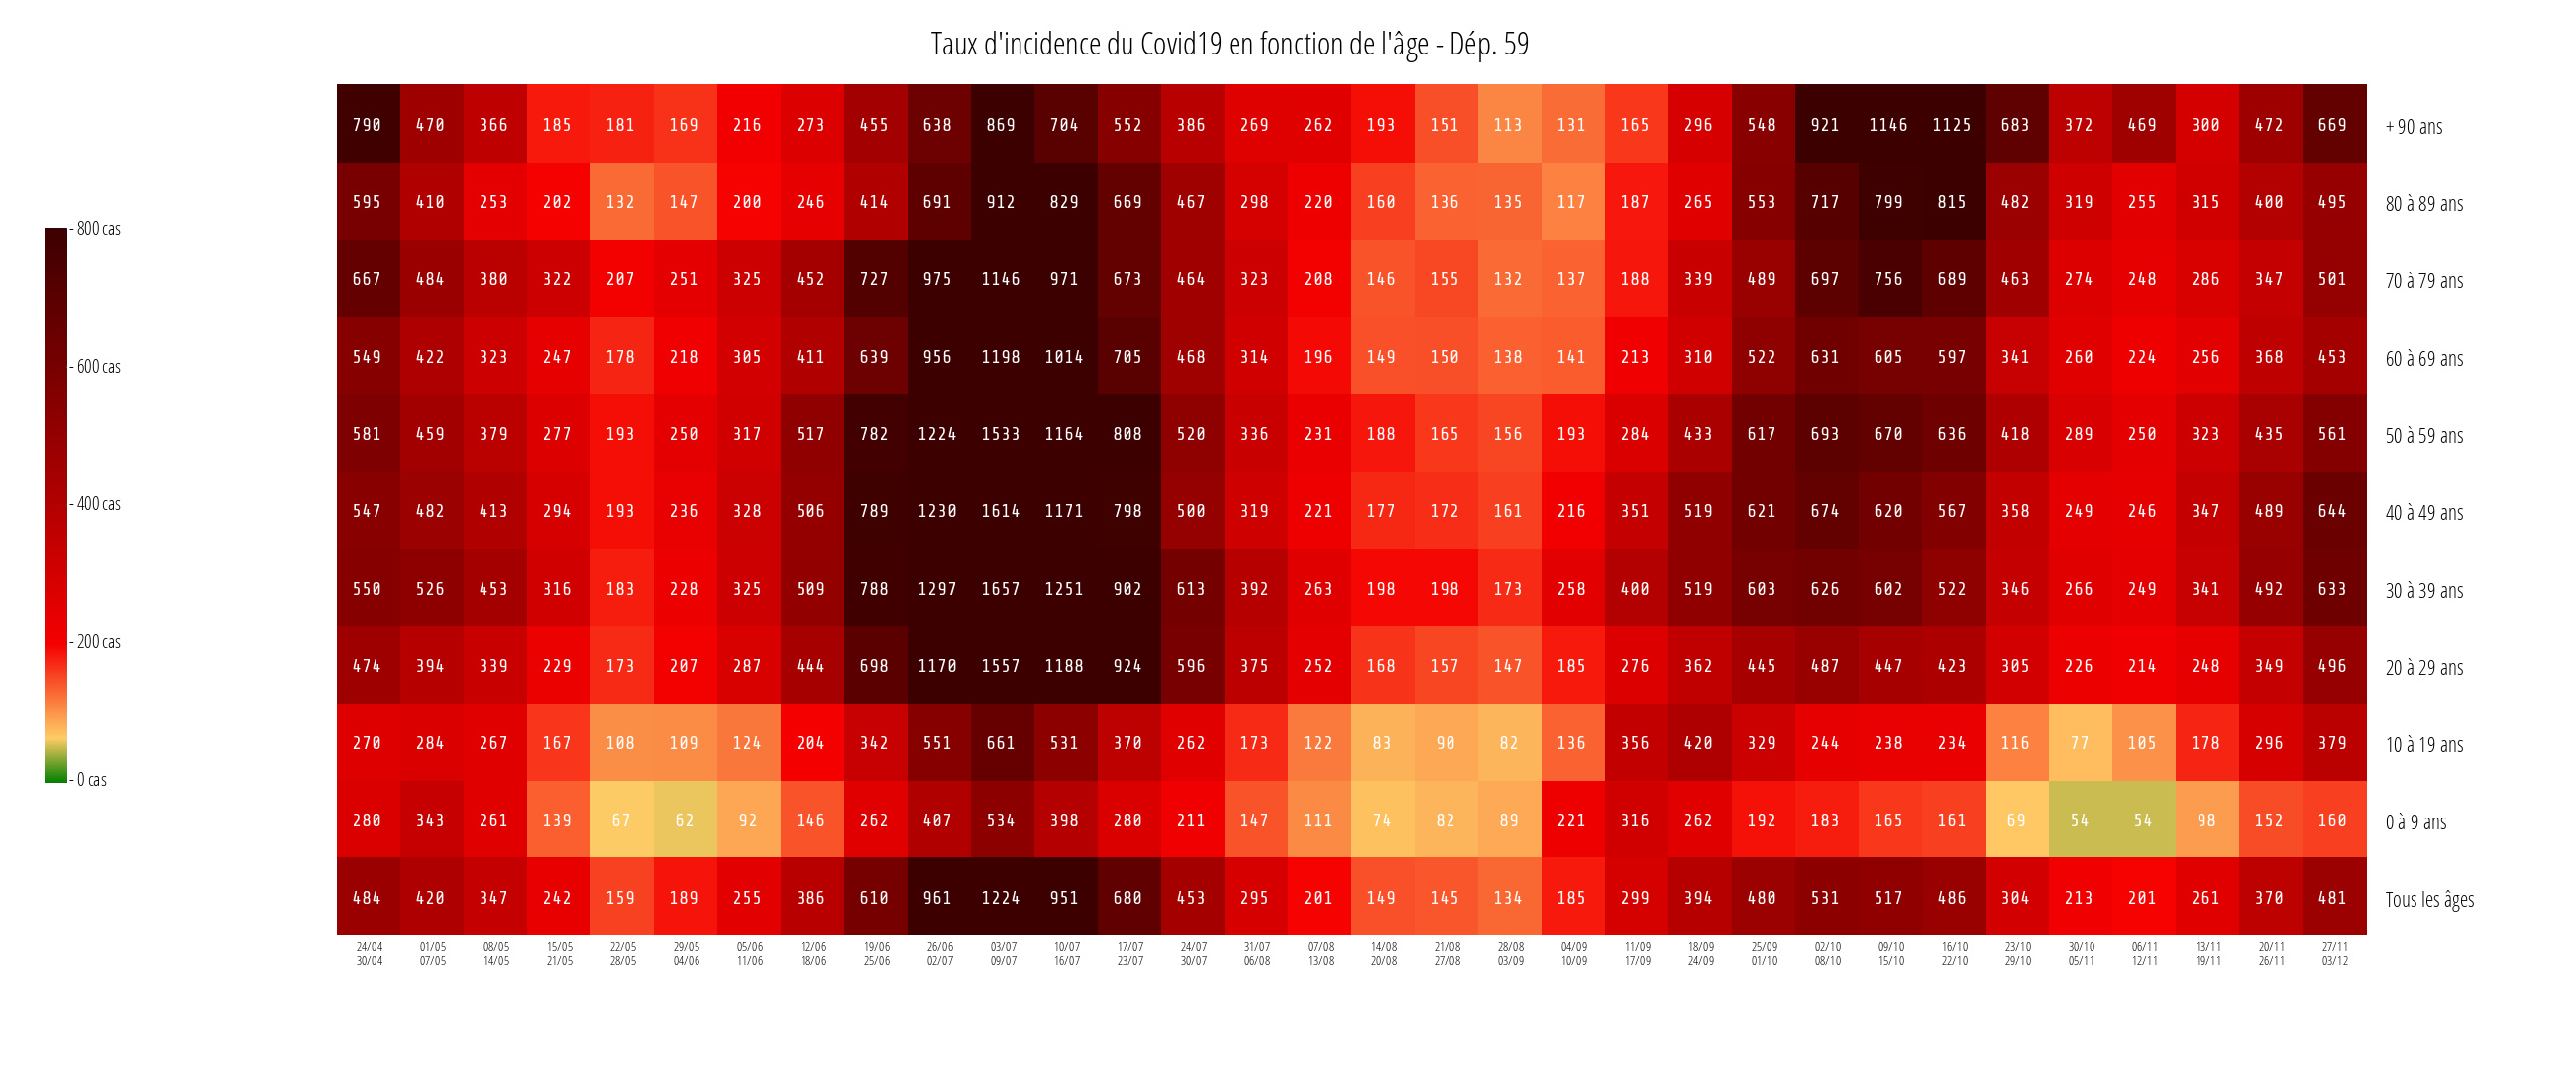 Taux d'incidence du Covid19 en fonction de l'âge - Dép. 59
790 470 366 185 181 169 216 273 455 638 869 704 552 386 269 262 193 151 113 131 165 296 548 921 1146 1125 683 372 469 300 472 669 + 90 ans
595 410 253 202 132 147 200 246 414 691 912 829 669 467 298 220 160 136 135 117 187 265 553 717 799 815 482 319 255 315 400 495 80 à 89 ans
- 800 cas
667 484 380 322 207 251 325 452 727 975 1146 971 673 464 323 208 146 155 132 137 188 339 489 697 756 689 463 274 248 286 347 501 70 à 79 ans
549 422 323 247 178 218 305 411 639 956 1198 1014 705 468 314 196 149 150 138 141 213 310 522 631 605 597 341 260 224 256 368 453 60 à 69 ans
- 600 cas
581 459 379 277 193 250 317 517 782 1224 1533 1164 808 520 336 231 188 165 156 193 284 433 617 693 670 636 418 289 250 323 435 561 50 à 59 ans
- 400 cas
547 482 413 294 193 236 328 506 789 1230 1614 1171 798 500 319 221 177 172 161 216 351 519 621 674 620 567 358 249 246 347 489 644 40 à 49 ans
550 526 453 316 183 228 325 509 788 1297 1657 1251 902 613 392 263 198 198 173 258 400 519 603 626 602 522 346 266 249 341 492 633 30 à 39 ans
- 200 cas
474 394 339 229 173 207 287 444 698 1170 1557 1188 924 596 375 252 168 157 147 185 276 362 445 487 447 423 305 226 214 248 349 496 20 à 29 ans
270 284 267 167 108 109 124 204 342 551 661 531 370 262 173 122 83 90 82 136 356 420 329 244 238 234 116 77 105 178 296 379 10 à 19 ans
- 0 cas
280 343 261 139 67 62 92 146 262 407 534 398 280 211 147 111 74 82 89 221 316 262 192 183 165 161 69 54 54 98 152 160 0 à 9 ans
484 420 347 242 159 189 255 386 610 961 1224 951 680 453 295 201 149 145 134 185 299 394 480 531 517 486 304 213 201 261 370 481 Tous les âges
24/04 01/05 08/05 15/05 22/05 29/05 05/06 12/06 19/06 26/06 03/07 10/07 17/07 24/07 31/07 07/08 14/08 21/08 28/08 04/09 11/09 18/09 25/09 02/10 09/10 16/10 23/10 30/10 06/11 13/11 20/11 27/11
30/04 07/05 14/05 21/05 28/05 04/06 11/06 18/06 25/06 02/07 09/07 16/07 23/07 30/07 06/08 13/08 20/08 27/08 03/09 10/09 17/09 24/09 01/10 08/10 15/10 22/10 29/10 05/11 12/11 19/11 26/11 03/12